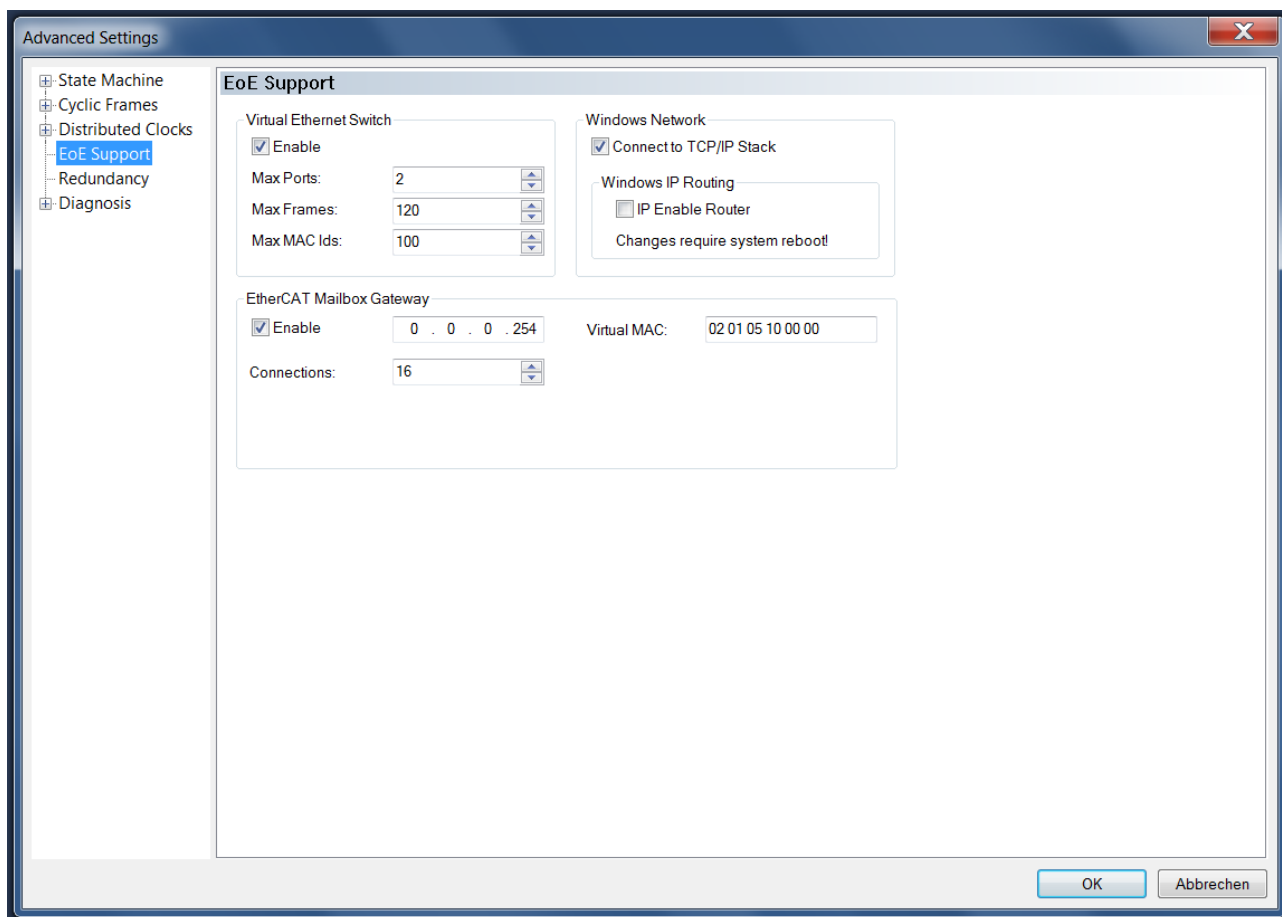 Advanced Settings
State Machine
Cyclic Frames
Distributed Clocks
EoE Support
Redundancy
Diagnosis
EoE Support
Virtual Ethernet Switch
Enable
Max Ports: 2
Max Frames: 120
Max MAC Ids: 100
Windows Network
Connect to TCP/IP Stack
Windows IP Routing
IP Enable Router
Changes require system reboot!
EtherCAT Mailbox Gateway
Enable 0 . 0 . 0 . 254 Virtual MAC: 02 01 05 10 00 00
Connections: 16
OK Abbrechen